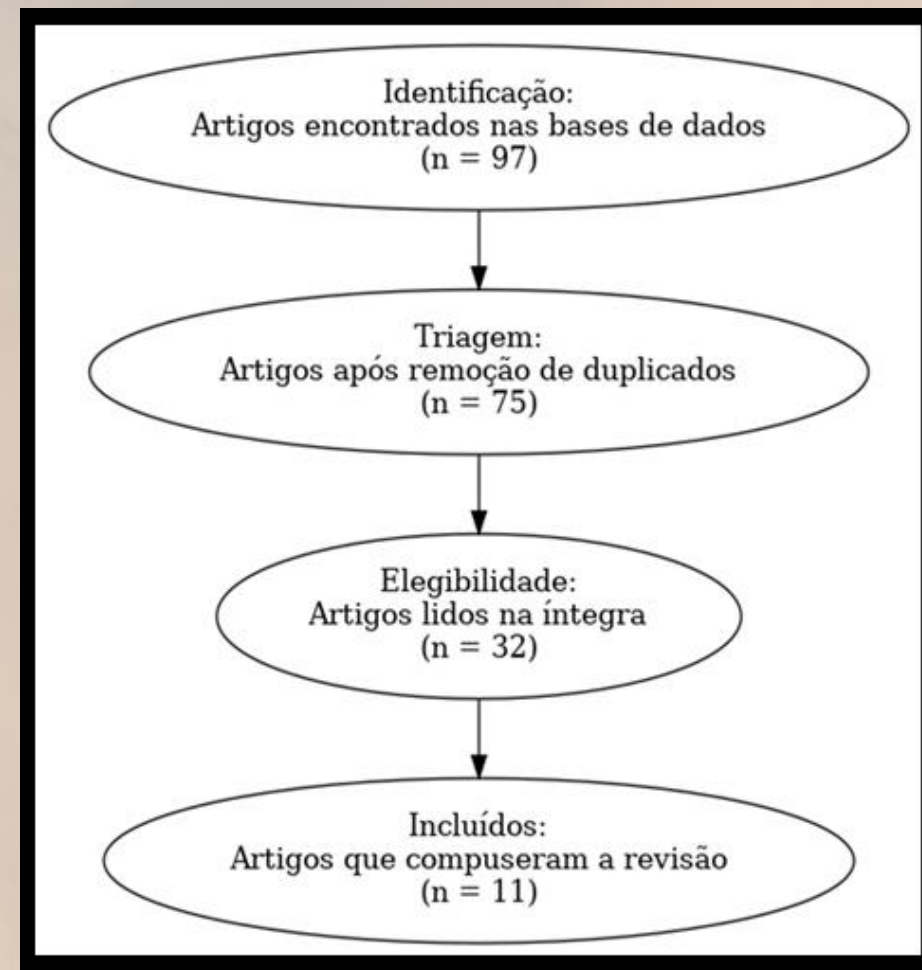 Identificação:
Artigos encontrados nas bases de dados
(n = 97)
Triagem:
Artigos após remoção de duplicados
(n = 75)
Elegibilidade:
Artigos lidos na íntegra
(n = 32)
Incluídos:
Artigos que compuseram a revisão
(n = 11)